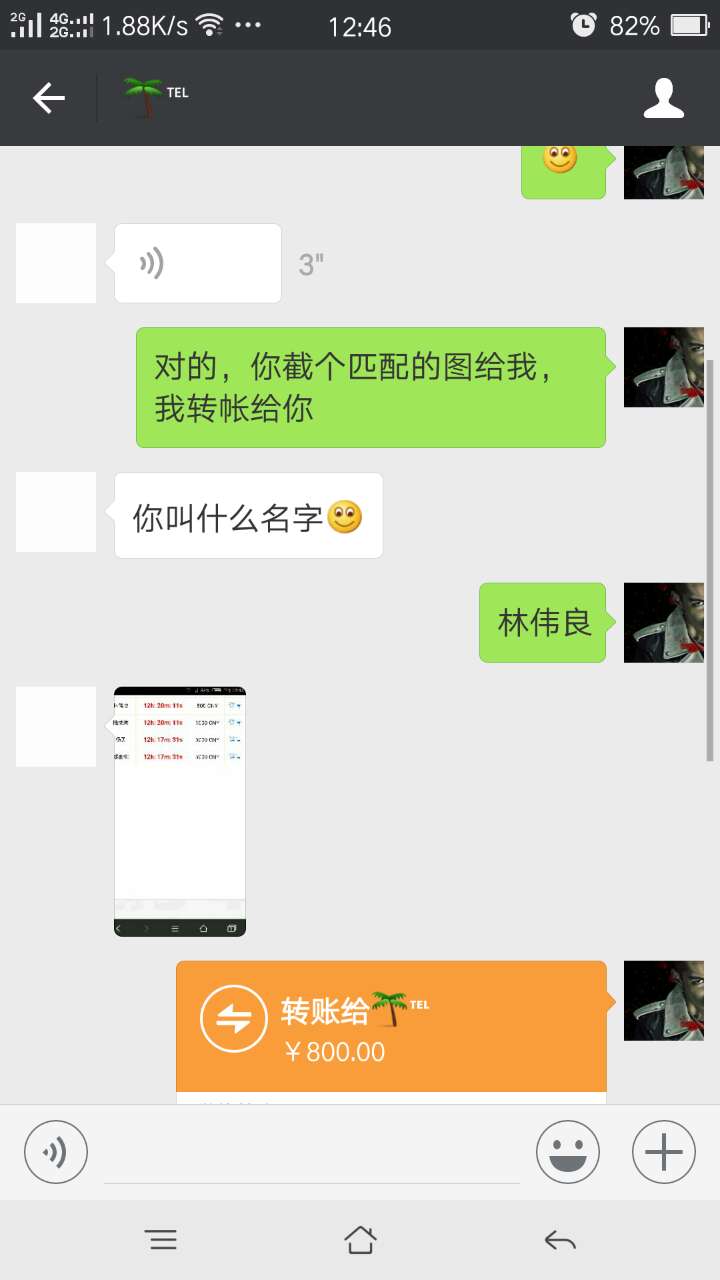 2G 4G 2G 1.88K/s 12:46 82%
TEL
3"
对的，你截个匹配的图给我，
我转帐给你
你叫什么名字
林伟良
12h: 20m: 11s
12h: 20m: 11s
12h: 17m: 51s
12h: 17m: 51s
转账给 TEL
￥800.00